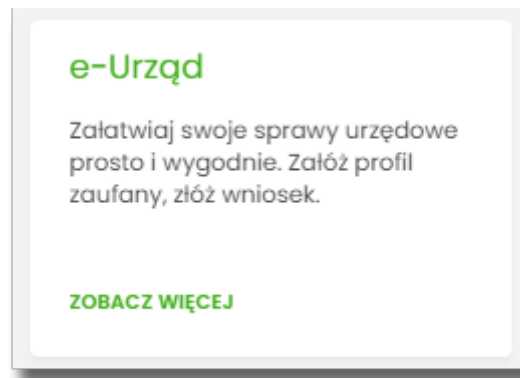 e-Urząd
Załatwiaj swoje sprawy urzędowe
prosto i wygodnie. Załóż profil
zaufany, złóż wniosek.
ZOBACZ WIĘCEJ